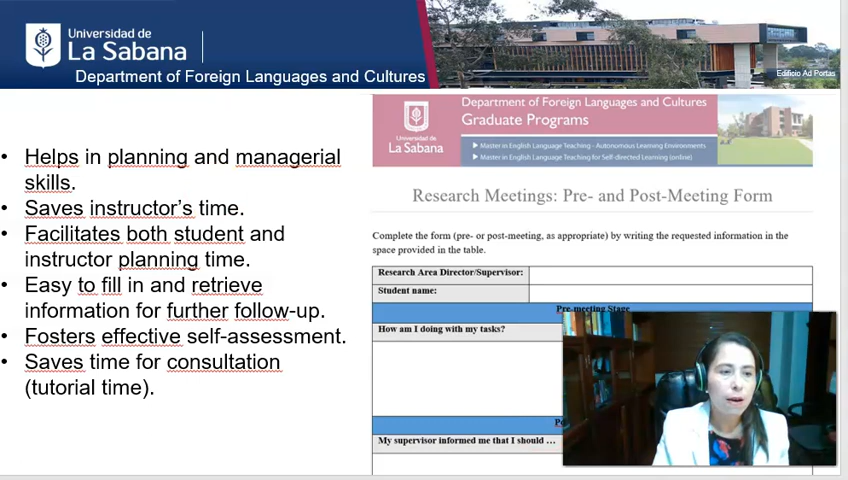 Universidad de
La Sabana
Department of Foreign Languages and Cultures
Edificio Ad Portas
• Helps in planning and managerial
skills.
• Saves instructor's time.
• Facilitates both student and
instructor planning time.
• Easy to fill in and retrieve
information for further follow-up.
• Fosters effective self-assessment.
• Saves time for consultation
(tutorial time).
Universidad de
La Sabana
Department of Foreign Languages and Cultures
Graduate Programs
Master in English Language Teaching - Autonomous Learning Environments
Master in English Language Teaching for Self-directed Learning (online)
Research Meetings: Pre- and Post-Meeting Form
Complete the form (pre- or post-meeting, as appropriate) by writing the requested information in the
space provided in the table.
Research Area Director/Supervisor:
Student name:
Pre-meeting Stage
How am I doing with my tasks?
My supervisor informed me that I should …